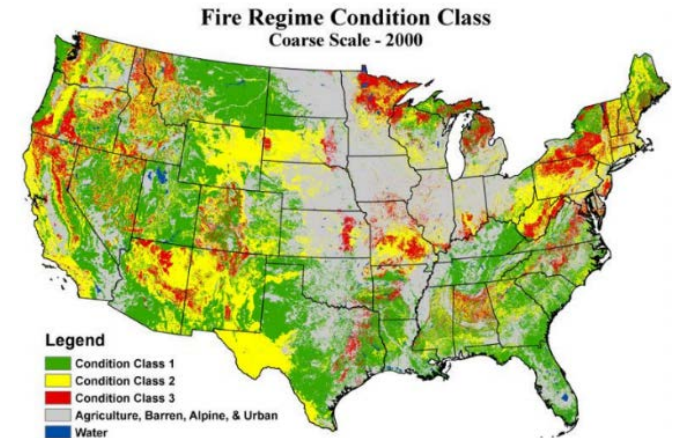 Fire Regime Condition Class
Coarse Scale - 2000
Legend
Condition Class 1
Condition Class 2
Condition Class 3
Agriculture, Barren, Alpine, & Urban
Water